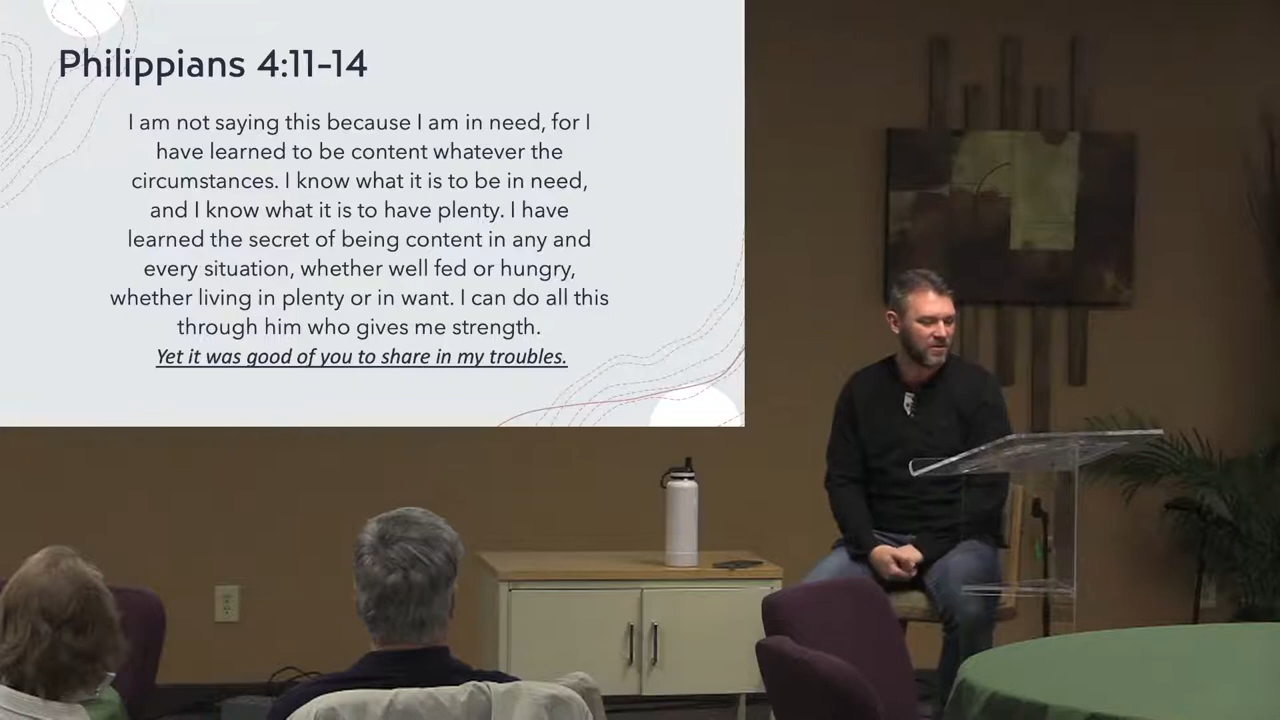 Philippians 4:11-14
I am not saying this because I am in need, for I
have learned to be content whatever the
circumstances. I know what it is to be in need,
and I know what it is to have plenty. I have
learned the secret of being content in any and
every situation, whether well fed or hungry,
whether living in plenty or in want. I can do all this
through him who gives me strength.
Yet it was good of you to share in my troubles.